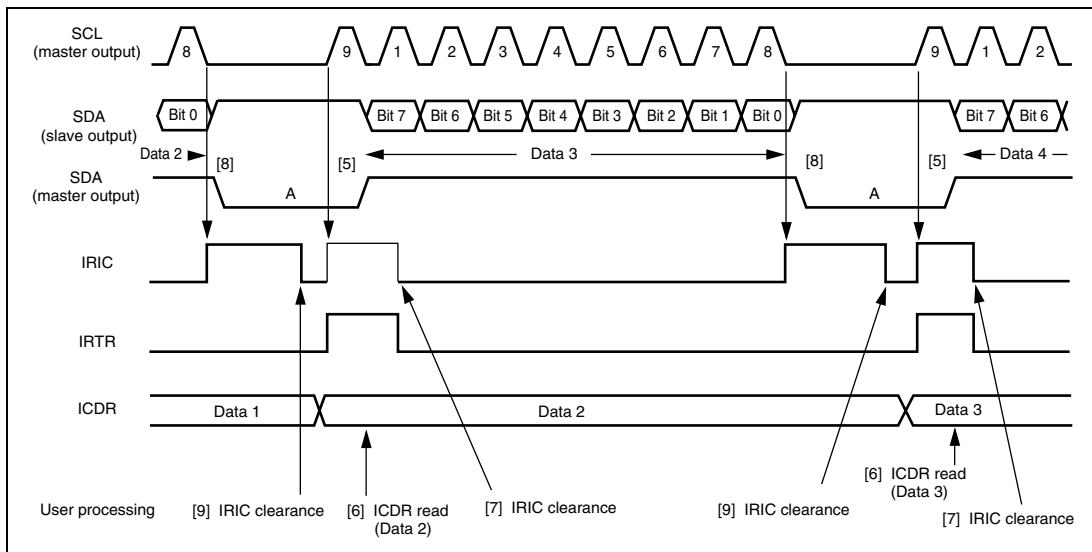 SCL
(master output)
8 9 1 2 3 4 5 6 7 8 9 1 2
SDA
(slave output)
Bit 0 Bit 7 Bit 6 Bit 5 Bit 4 Bit 3 Bit 2 Bit 1 Bit 0 Bit 7 Bit 6
Data 2 [8] [5] Data 3 [8] [5] Data 4
SDA
(master output)
A A
IRIC
IRTR
ICDR
Data 1 Data 2 Data 3
User processing
[9] IRIC clearance
[6] ICDR read
(Data 2)
[7] IRIC clearance
[9] IRIC clearance
[6] ICDR read
(Data 3)
[7] IRIC clearance